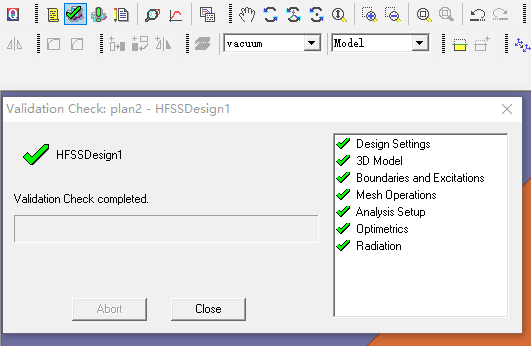 vacuum
Model
Validation Check: plan2 - HFSSDesign1
HFSSDesign1
Validation Check completed.
Abort
Close
Design Settings
3D Model
Boundaries and Excitations
Mesh Operations
Analysis Setup
Optimetrics
Radiation